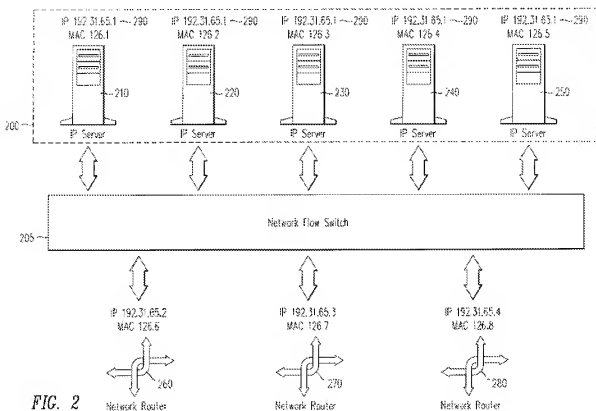 IP 192.31.65.1 290 IP 192.31.65.1 290 IP 192.31.65.1 290 IP 192.31.65.1 290 IP 192.31.65.1 290
MAC 126.1 MAC 126.2 MAC 126.3 MAC 126.4 MAC 126.5
210 220 230 240 250
200
IP Server IP Server IP Server IP Server IP Server
Network Flow Switch
205
IP 192.31.65.2 IP 192.31.65.3 IP 192.31.65.4
MAC 126.6 MAC 126.7 MAC 126.8
260 270 280
FIG. 2 Network Router Network Router Network Router